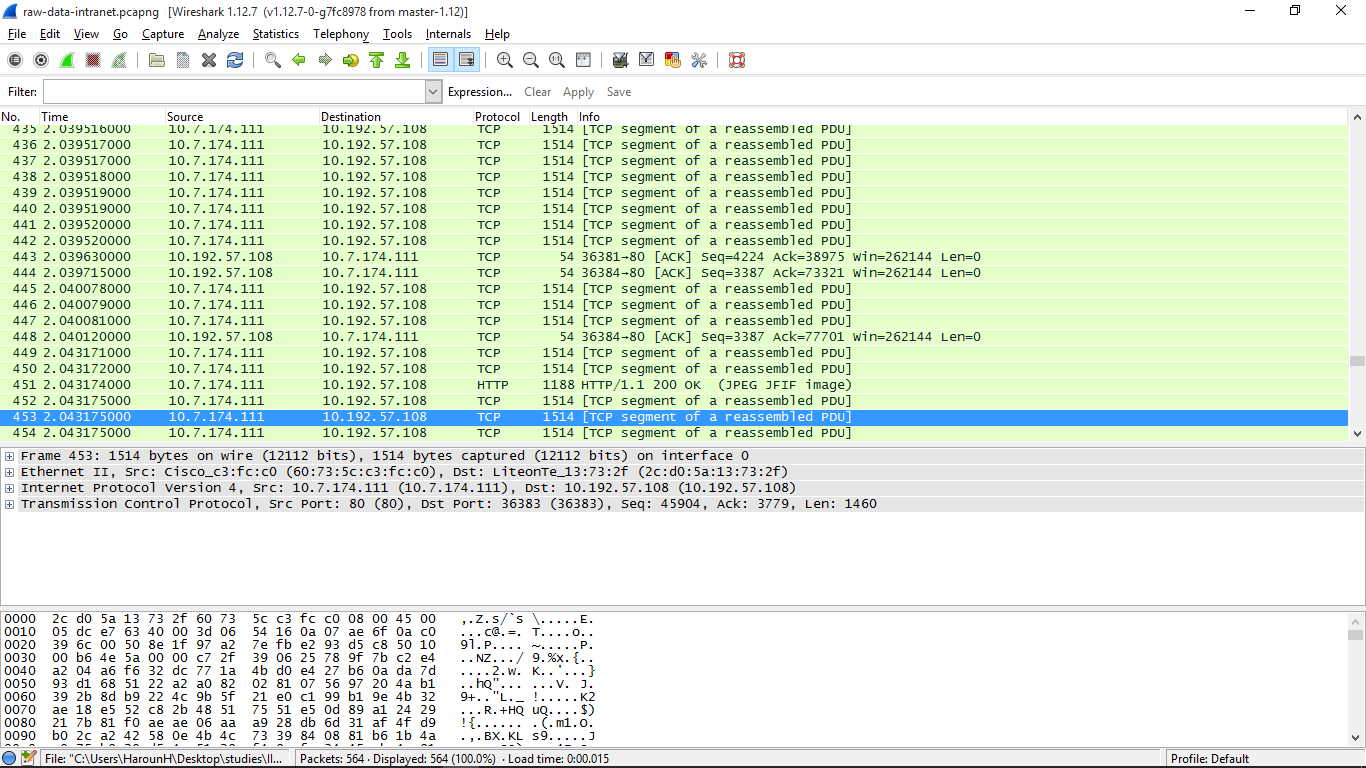 raw-data-intranet.pcapng [Wireshark 1.12.7 (v1.12.7-0-g7fc8978 from master-1.12)]
File Edit View Go Capture Analyze Statistics Telephony Tools Internals Help
Filter: Expression... Clear Apply Save
No. Time Source Destination Protocol Length Info
435 2.039516000 10.7.174.111 10.192.57.108 TCP 1514 [TCP segment of a reassembled PDU]
436 2.039517000 10.7.174.111 10.192.57.108 TCP 1514 [TCP segment of a reassembled PDU]
437 2.039517000 10.7.174.111 10.192.57.108 TCP 1514 [TCP segment of a reassembled PDU]
438 2.039518000 10.7.174.111 10.192.57.108 TCP 1514 [TCP segment of a reassembled PDU]
439 2.039519000 10.7.174.111 10.192.57.108 TCP 1514 [TCP segment of a reassembled PDU]
440 2.039519000 10.7.174.111 10.192.57.108 TCP 1514 [TCP segment of a reassembled PDU]
441 2.039520000 10.7.174.111 10.192.57.108 TCP 1514 [TCP segment of a reassembled PDU]
442 2.039520000 10.7.174.111 10.192.57.108 TCP 1514 [TCP segment of a reassembled PDU]
443 2.039630000 10.192.57.108 10.7.174.111 TCP 54 36381→80 [ACK] Seq=4224 Ack=38975 Win=262144 Len=0
444 2.039715000 10.192.57.108 10.7.174.111 TCP 54 36384→80 [ACK] Seq=3387 Ack=73321 Win=262144 Len=0
445 2.040078000 10.7.174.111 10.192.57.108 TCP 1514 [TCP segment of a reassembled PDU]
446 2.040079000 10.7.174.111 10.192.57.108 TCP 1514 [TCP segment of a reassembled PDU]
447 2.040081000 10.7.174.111 10.192.57.108 TCP 1514 [TCP segment of a reassembled PDU]
448 2.040120000 10.192.57.108 10.7.174.111 TCP 54 36384→80 [ACK] Seq=3387 Ack=77701 Win=262144 Len=0
449 2.043171000 10.7.174.111 10.192.57.108 TCP 1514 [TCP segment of a reassembled PDU]
450 2.043172000 10.7.174.111 10.192.57.108 TCP 1514 [TCP segment of a reassembled PDU]
451 2.043174000 10.7.174.111 10.192.57.108 HTTP 1188 HTTP/1.1 200 OK (JPEG JFIF image)
452 2.043175000 10.7.174.111 10.192.57.108 TCP 1514 [TCP segment of a reassembled PDU]
453 2.043175000 10.7.174.111 10.192.57.108 TCP 1514 [TCP segment of a reassembled PDU]
454 2.043175000 10.7.174.111 10.192.57.108 TCP 1514 [TCP segment of a reassembled PDU]
Frame 453: 1514 bytes on wire (12112 bits), 1514 bytes captured (12112 bits) on interface 0
Ethernet II, Src: Cisco_c3:fc:c0 (60:73:5c:c3:fc:c0), Dst: LiteonTe_13:73:2f (2c:d0:5a:13:73:2f)
Internet Protocol Version 4, Src: 10.7.174.111 (10.7.174.111), Dst: 10.192.57.108 (10.192.57.108)
Transmission Control Protocol, Src Port: 80 (80), Dst Port: 36383 (36383), Seq: 45904, Ack: 3779, Len: 1460
0000 2c d0 5a 13 73 2f 60 73 5c c3 fc c0 08 00 45 00 ,.Z.s/`s \.....E.
0010 05 dc e7 63 40 00 3d 06 54 16 0a 07 ae 6f 0a c0 ...c@.=. T....o..
0020 39 6c 00 50 8e 1f 97 a2 7e fb e2 93 d5 c8 50 10 9l.P.... ~.....P.
0030 00 b6 4e 5a 00 00 c7 2f 39 06 25 78 9f 7b c2 e4 ..NZ.../ 9.%x.{..
0040 a2 04 a6 f6 32 dc 77 1a 4b d0 e4 27 b6 0a da 7d ....2.w. K..'...}
0050 93 d1 68 51 22 a2 a0 82 02 81 07 56 97 20 4a b1 ..hQ"... ...V. J.
0060 39 2b 8d b9 22 4c 9b 5f 21 e0 c1 99 b1 9e 4b 32 9+.."L._ !.....K2
0070 ae 18 e5 52 c8 2b 48 51 75 51 e5 0d 89 a1 24 29 ...R.+HQ uQ....$)
0080 21 7b 81 f0 ae ae 06 aa a9 28 db 6d 31 af 4f d9 !{...... .(.m1.O.
0090 b0 2c a2 42 58 0e 4b 4c 73 39 84 08 81 b6 1b 4a .,.BX.KL s9.....J
File: "C:\Users\HarounH\Desktop\studies\II... Packets: 564 · Displayed: 564 (100.0%) · Load time: 0:00.015 Profile: Default